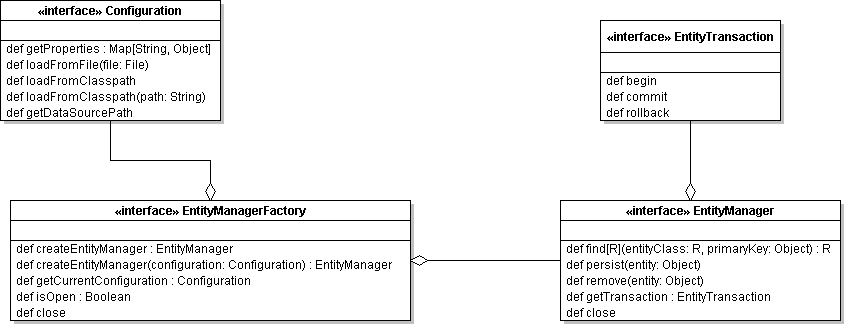 «interface» Configuration
def getProperties : Map[String, Object]
def loadFromFile(file: File)
def loadFromClasspath
def loadFromClasspath(path: String)
def getDataSourcePath
«interface» EntityTransaction
def begin
def commit
def rollback
«interface» EntityManagerFactory
def createEntityManager : EntityManager
def createEntityManager(configuration: Configuration) : EntityManager
def getCurrentConfiguration : Configuration
def isOpen : Boolean
def close
«interface» EntityManager
def find[R](entityClass: R, primaryKey: Object) : R
def persist(entity: Object)
def remove(entity: Object)
def getTransaction : EntityTransaction
def close